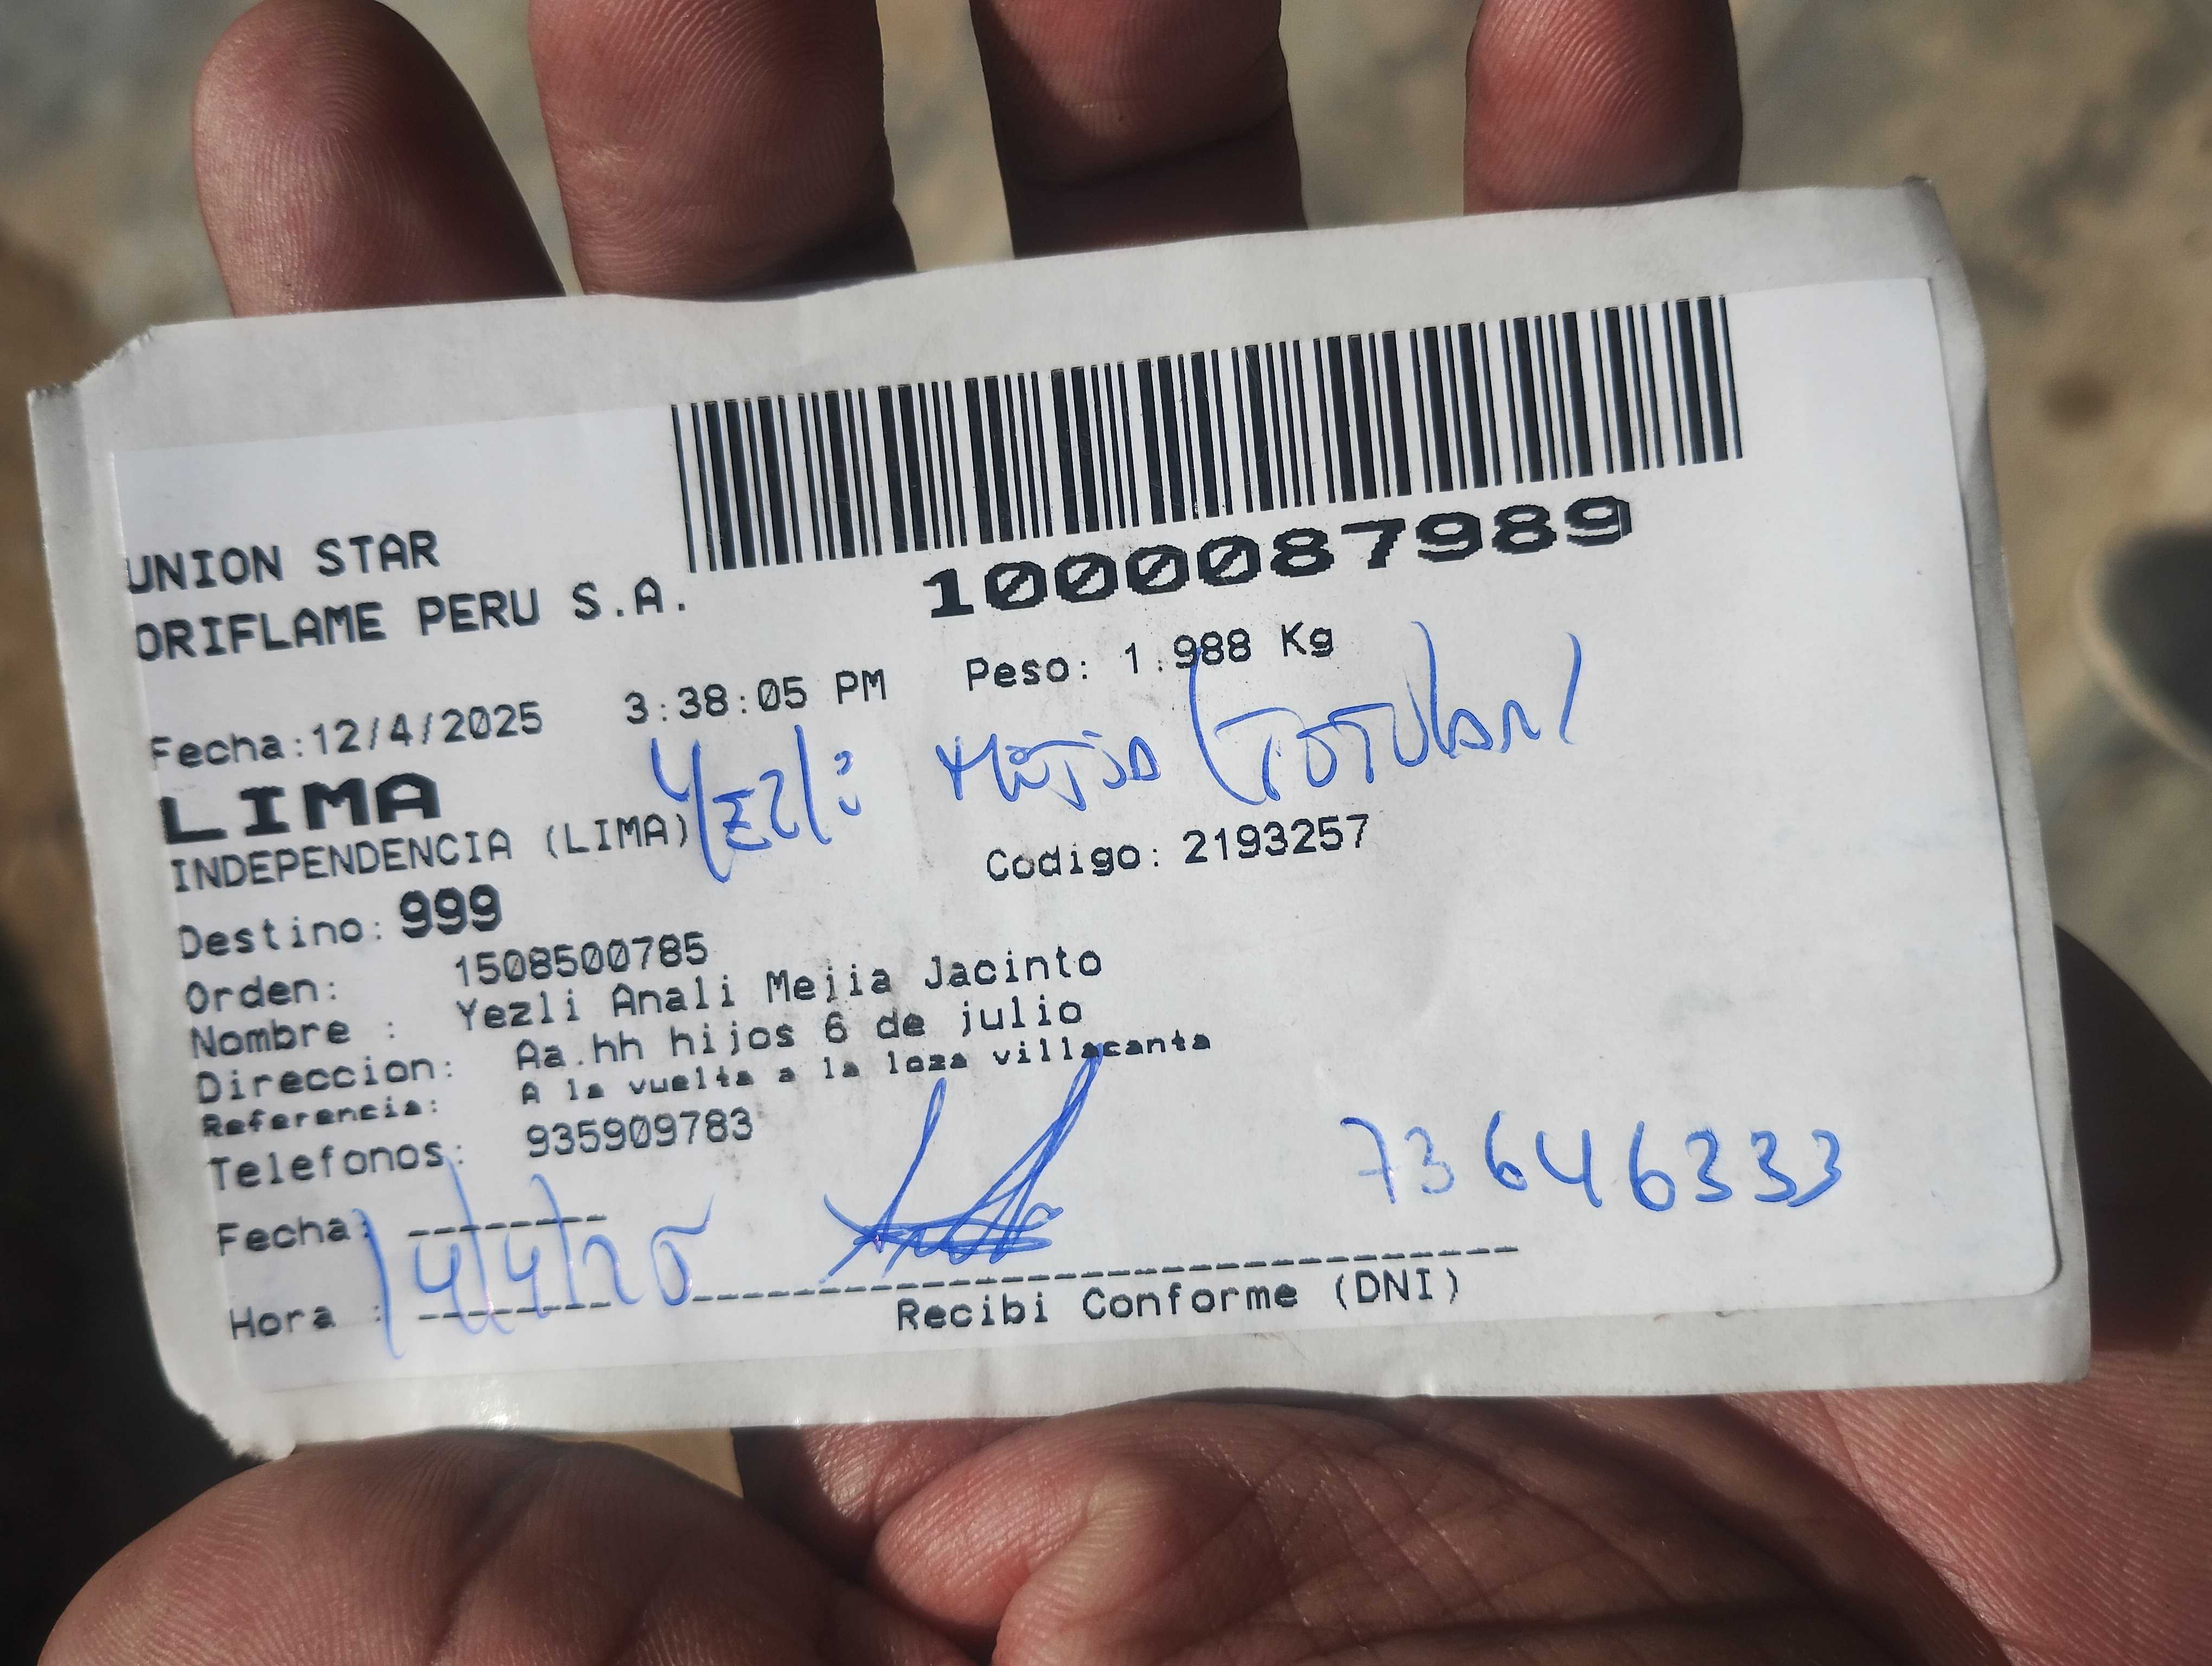 UNION STAR
ORIFLAME PERU S.A.
1000087989
Fecha:12/4/2025 3:38:05 PM Peso: 1.988 Kg
LIMA
Yezli Mejia (TOTULAR)
INDEPENDENCIA (LIMA)
Codigo: 2193257
Destino: 999
Orden: 1508500785
Nombre : Yezli Anali Mejia Jacinto
Direccion: Aa.hh hijos 6 de julio
Referencia: A la vuelta a la loza villacanta
Telefonos: 935909783
73646333
Fecha: 14/4/25
Hora :
Recibi Conforme (DNI)